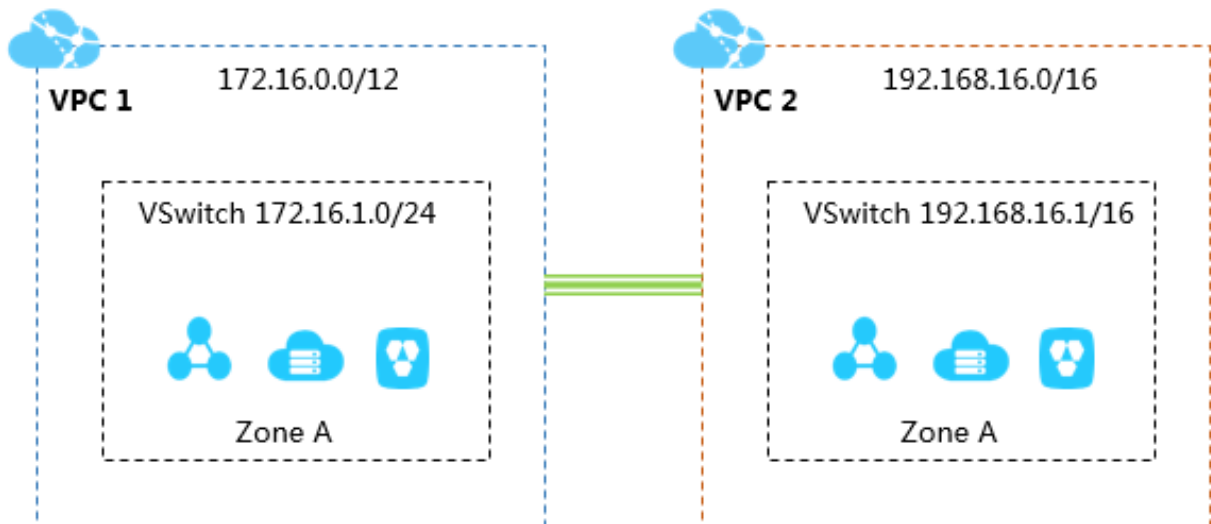 172.16.0.0/12
VPC 1
VSwitch 172.16.1.0/24
Zone A
192.168.16.0/16
VPC 2
VSwitch 192.168.16.1/16
Zone A